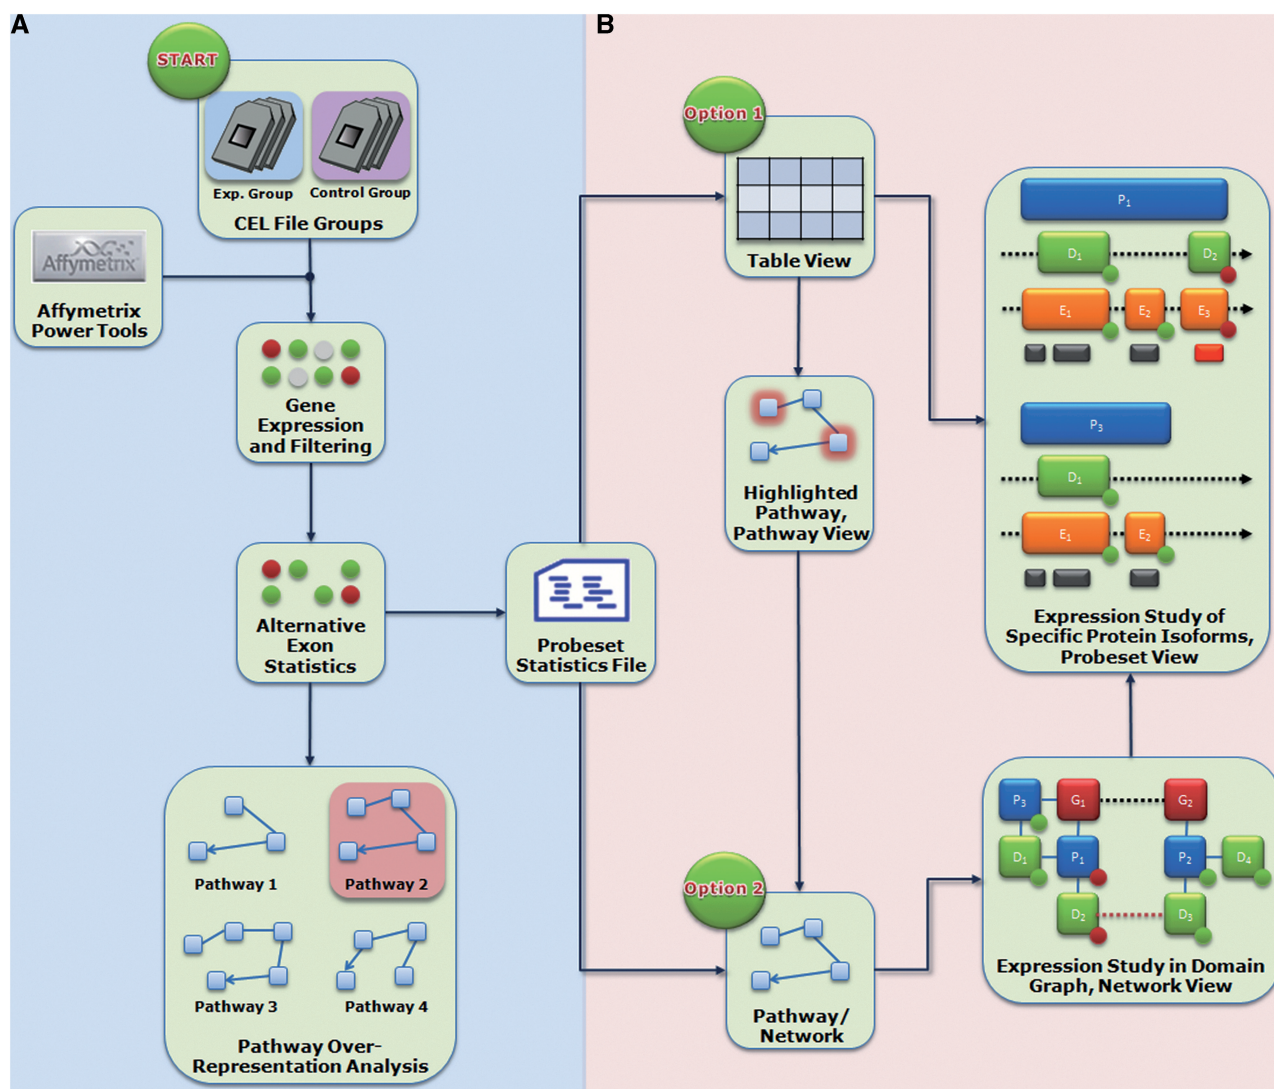 A
START
Exp. Group
Control Group
CEL File Groups
Affymetrix
Affymetrix
Power Tools
Gene
Expression
and Filtering
Alternative
Exon
Statistics
Probeset
Statistics File
Pathway 1
Pathway 2
Pathway 3
Pathway 4
Pathway Over-
Representation Analysis
B
Option 1
Table View
Highlighted
Pathway,
Pathway View
Option 2
Pathway/
Network
P1
D1 D2
E1 E2 E3
P3
D1
E1 E2
Expression Study of
Specific Protein Isoforms,
Probeset View
P3 G1 G2
D1 P1 P2 D4
D2 D3
Expression Study in Domain
Graph, Network View